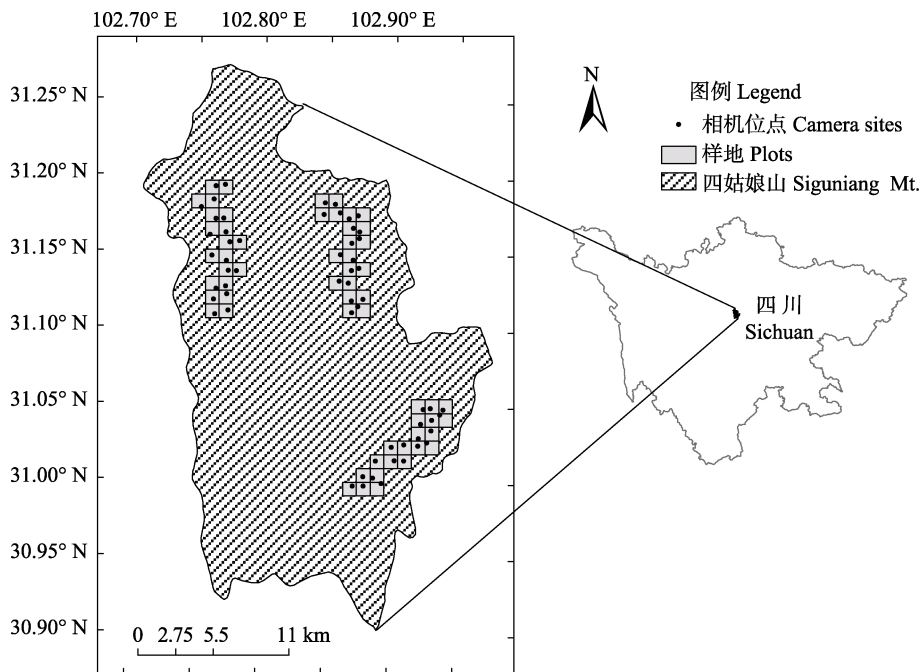 102.70° E 102.80° E 102.90° E
31.25° N
31.20° N
31.15° N
31.10° N
31.05° N
31.00° N
30.95° N
30.90° N
0 2.75 5.5 11 km
N
图例 Legend
相机位点 Camera sites
样地 Plots
四姑娘山 Siguniang Mt.
四川
Sichuan